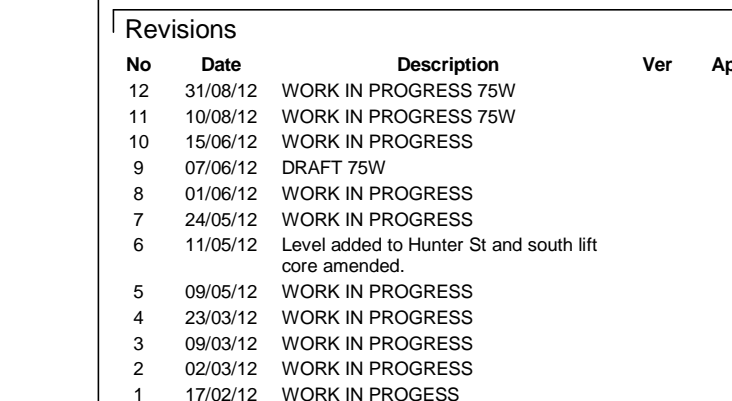 Revisions
No Date Description Ver Ap
12 31/08/12 WORK IN PROGRESS 75W
11 10/08/12 WORK IN PROGRESS 75W
10 15/06/12 WORK IN PROGRESS
9 07/06/12 DRAFT 75W
8 01/06/12 WORK IN PROGRESS
7 24/05/12 WORK IN PROGRESS
6 11/05/12 Level added to Hunter St and south lift
core amended.
5 09/05/12 WORK IN PROGRESS
4 23/03/12 WORK IN PROGRESS
3 09/03/12 WORK IN PROGRESS
2 02/03/12 WORK IN PROGRESS
1 17/02/12 WORK IN PROGESS